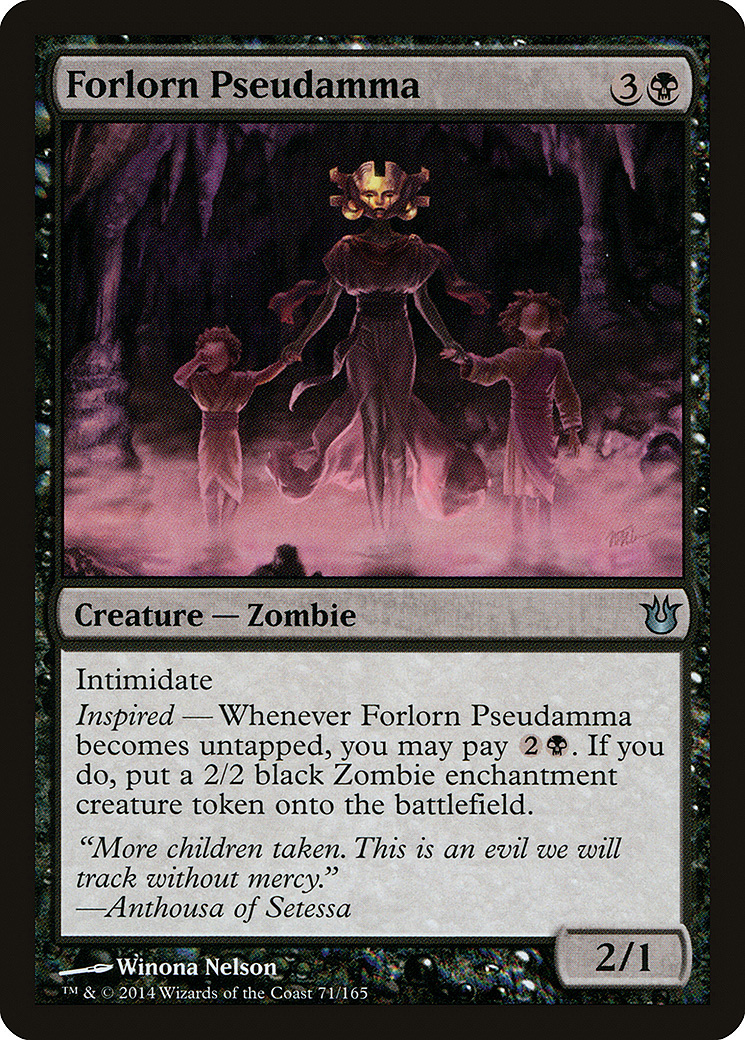 Forlorn Pseudamma 3
Creature — Zombie
Intimidate
Inspired — Whenever Forlorn Pseudamma
becomes untapped, you may pay 2. If you
do, put a 2/2 black Zombie enchantment
creature token onto the battlefield.
“More children taken. This is an evil we will
track without mercy.”
—Anthousa of Setessa
2/1
Winona Nelson
™ & © 2014 Wizards of the Coast 71/165